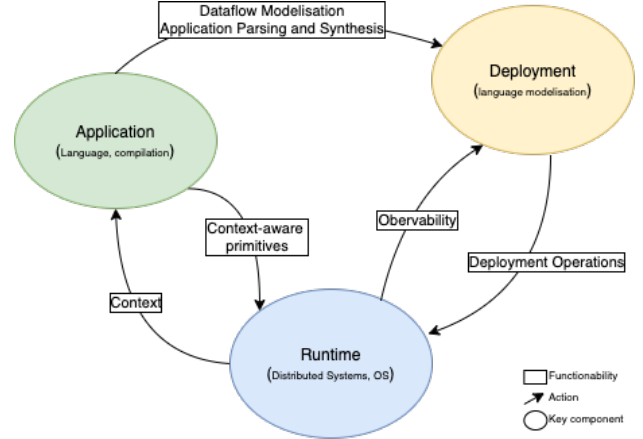 Dataflow Modelisation
Application Parsing and Synthesis
Deployment
(language modelisation)
Application
(Language, compilation)
Context-aware
primitives
Obervability
Deployment Operations
Context
Runtime
(Distributed Systems, OS)
Functionability
Action
Key component